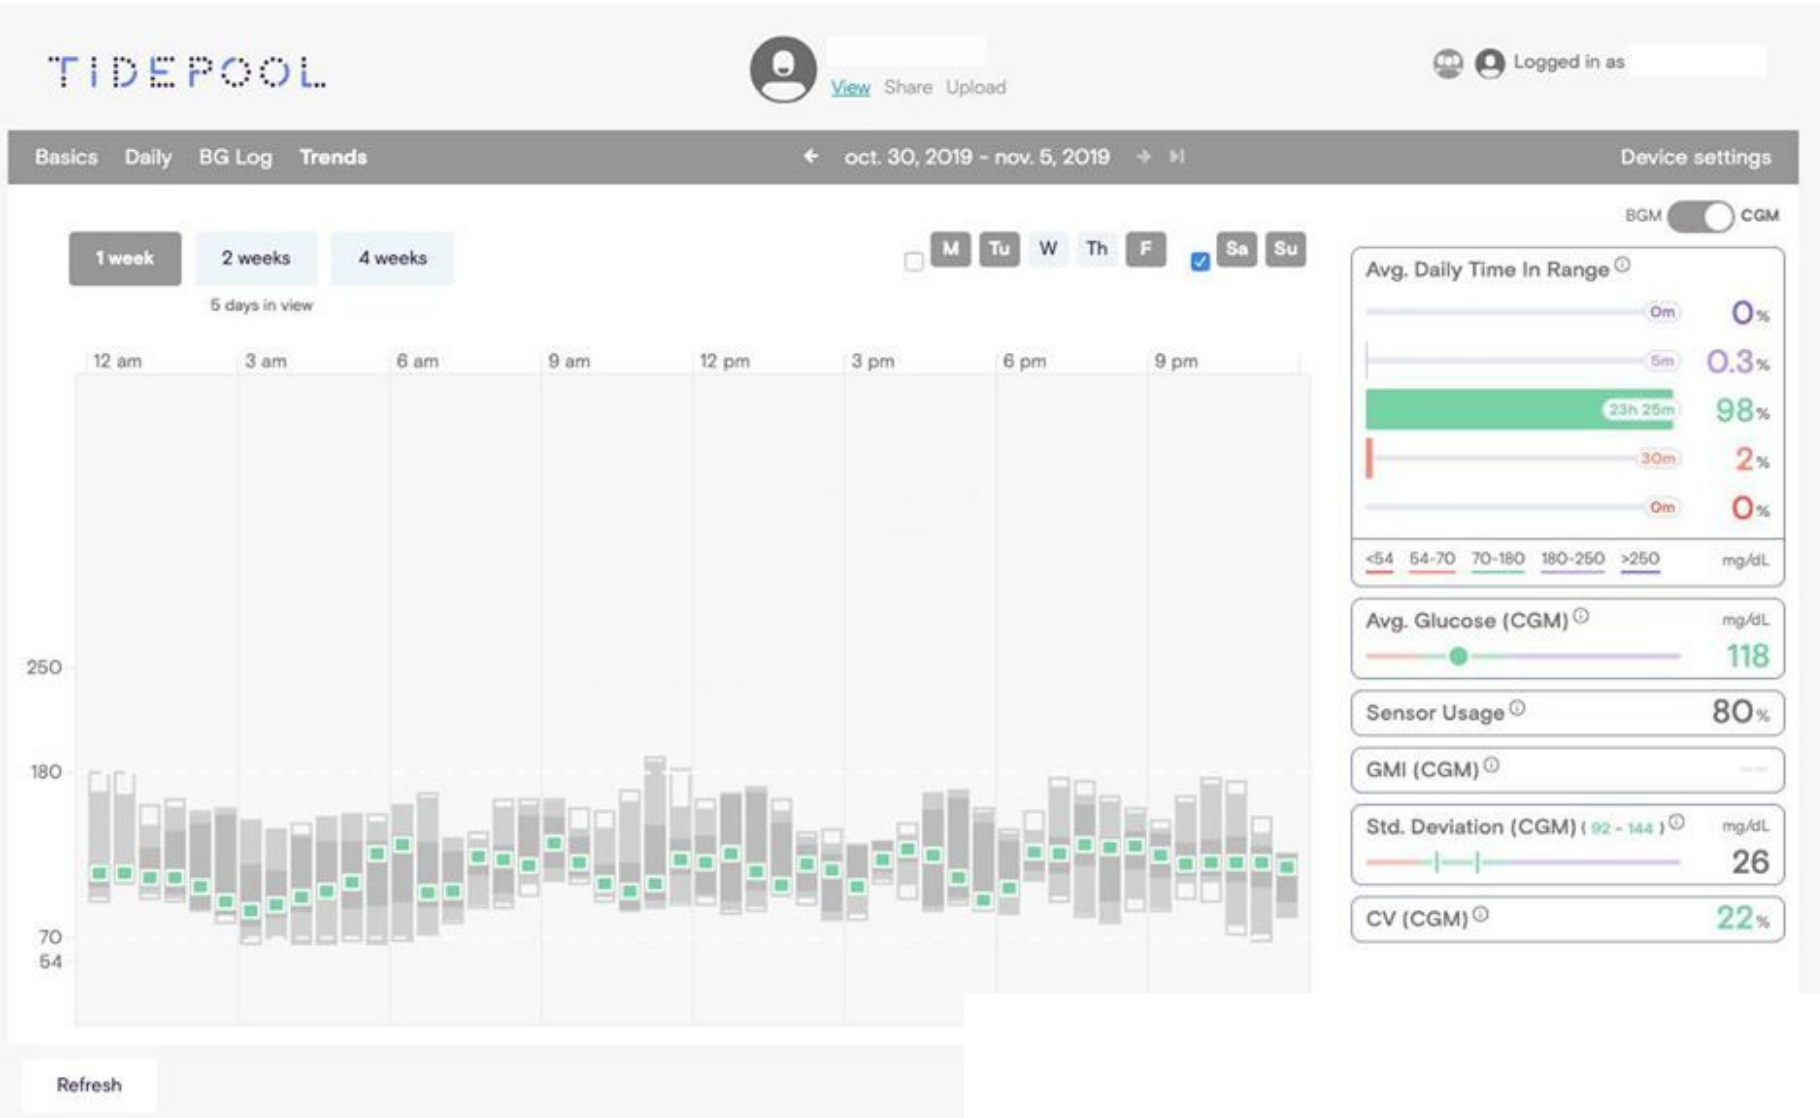 TIDEPOOL
View Share Upload
Logged in as
Basics Daily BG Log Trends
oct. 30, 2019 - nov. 5, 2019
Device settings
BGM CGM
1 week 2 weeks 4 weeks
5 days in view
M Tu W Th F Sa Su
12 am 3 am 6 am 9 am 12 pm 3 pm 6 pm 9 pm
250
180
70
54
Avg. Daily Time In Range
0m 0%
5m 0.3%
23h 25m 98%
30m 2%
0m 0%
<54 54-70 70-180 180-250 >250 mg/dL
Avg. Glucose (CGM) mg/dL
118
Sensor Usage 80%
GMI (CGM) --
Std. Deviation (CGM) ( 92 - 144 ) mg/dL
26
CV (CGM) 22%
Refresh